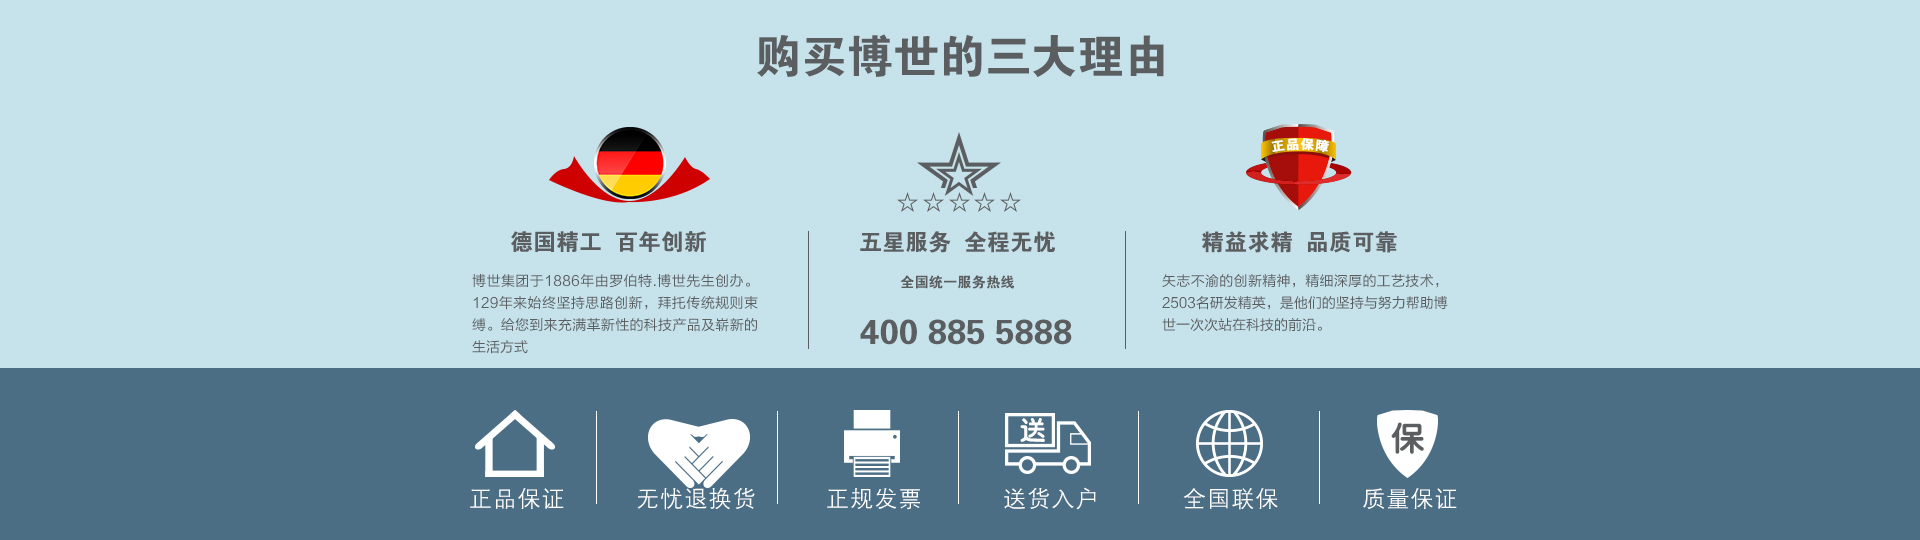 购买博世的三大理由
正品保障
德国精工 百年创新
博世集团于1886年由罗伯特.博世先生创办。
129年来始终坚持思路创新，拜托传统规则束
缚。给您到来充满革新性的科技产品及崭新的
生活方式
五星服务 全程无忧
全国统一服务热线
400 885 5888
精益求精 品质可靠
矢志不渝的创新精神，精细深厚的工艺技术，
2503名研发精英，是他们的坚持与努力帮助博
世一次次站在科技的前沿。
送
保
正品保证
无忧退换货
正规发票
送货入户
全国联保
质量保证